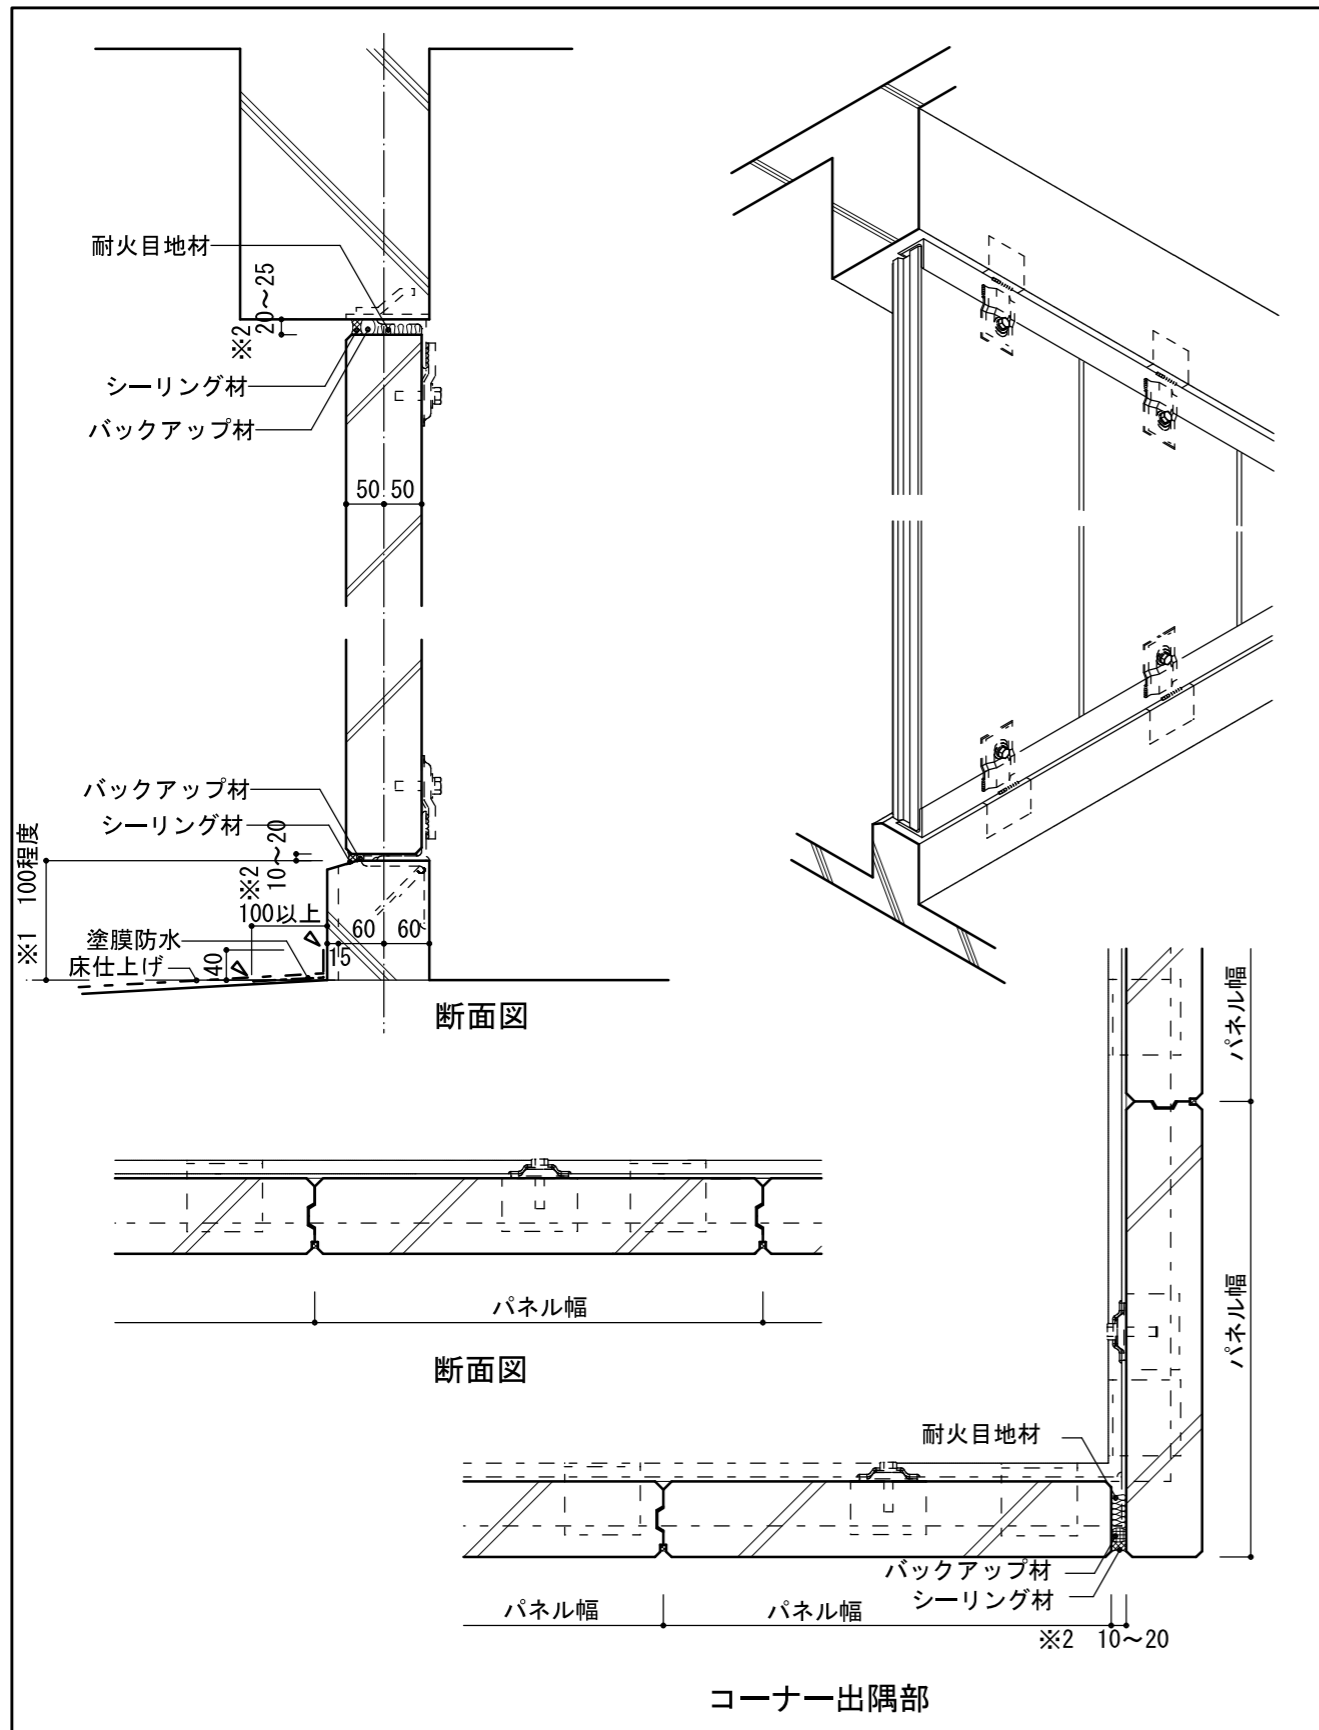 耐火目地材
※2 20～25
シーリング材
バックアップ材
50 50
バックアップ材
シーリング材
※2 10～20
※1 100程度
100以上
塗膜防水
床仕上げ
40
15
60 60
断面図
パネル幅
断面図
パネル幅
パネル幅
耐火目地材
バックアップ材
シーリング材
パネル幅 パネル幅
※2 10～20
コーナー出隅部